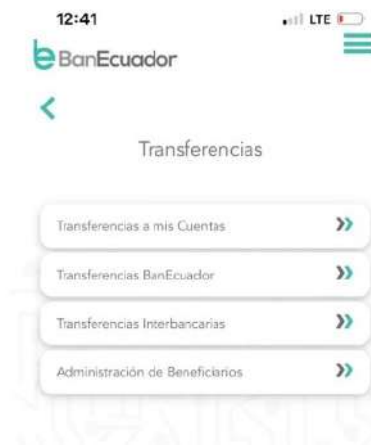 12:41
LTE
BanEcuador
Transferencias
Transferencias a mis Cuentas
Transferencias BanEcuador
Transferencias Interbancarias
Administración de Beneficiarios